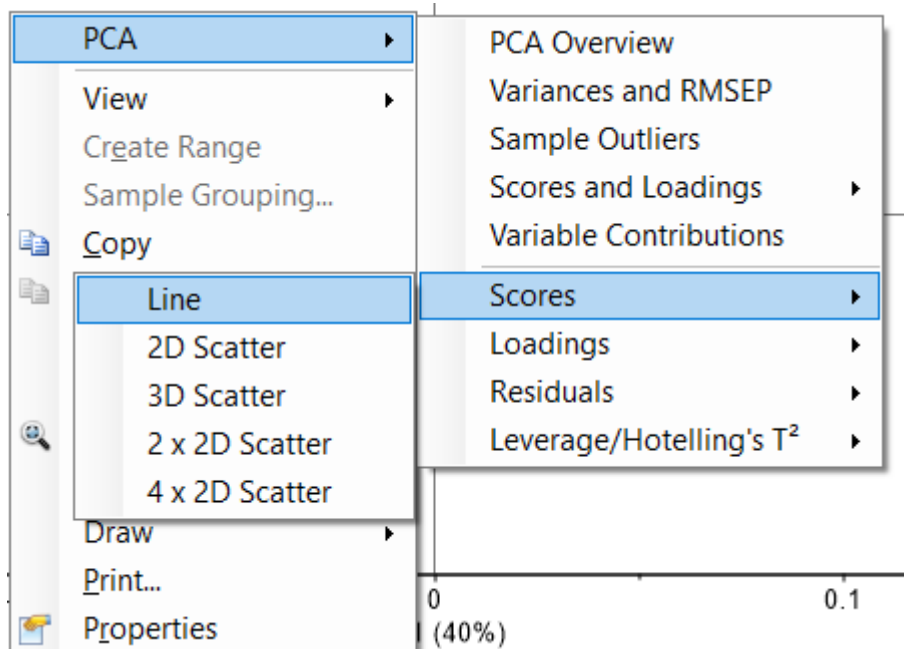 PCA
View
Create Range
Sample Grouping...
Copy
Line
2D Scatter
3D Scatter
2 x 2D Scatter
4 x 2D Scatter
Draw
Print...
Properties
PCA Overview
Variances and RMSEP
Sample Outliers
Scores and Loadings
Variable Contributions
Scores
Loadings
Residuals
Leverage/Hotelling's T²
0 0.1
(40%)